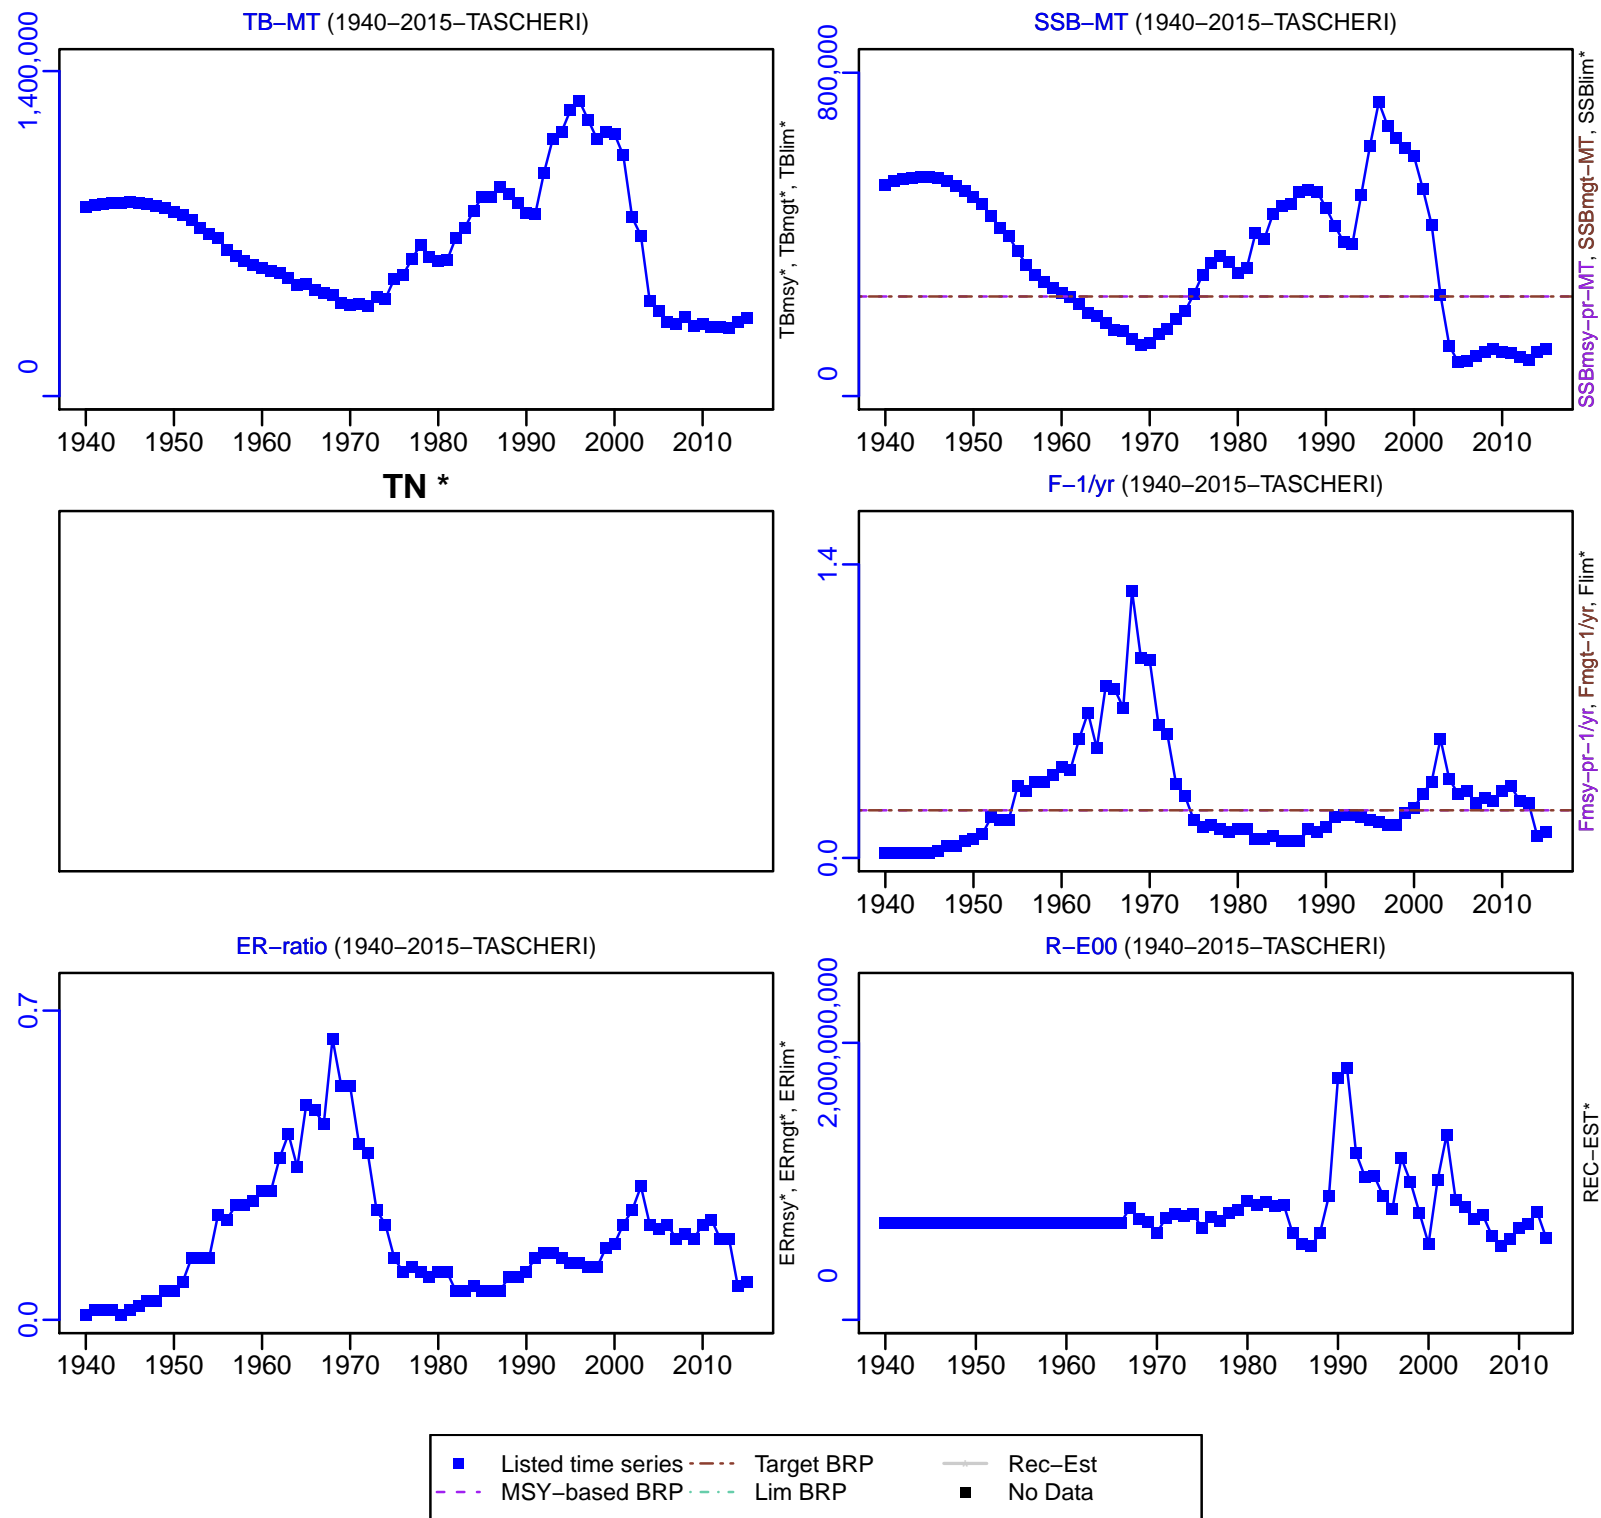 TB−MT (1940−2015−TASCHERI)
1,400,000
0
TBmsy*, TBmgt*, TBlim*
1940 1950 1960 1970 1980 1990 2000 2010
SSB−MT (1940−2015−TASCHERI)
800,000
0
SSBmsy−pr−MT, SSBmgt−MT, SSBlim*
1940 1950 1960 1970 1980 1990 2000 2010
TN *
F−1/yr (1940−2015−TASCHERI)
1.4
0.0
Fmsy−pr−1/yr, Fmgt−1/yr, Flim*
1940 1950 1960 1970 1980 1990 2000 2010
ER−ratio (1940−2015−TASCHERI)
0.7
0.0
ERmsy*, ERmgt*, ERlim*
1940 1950 1960 1970 1980 1990 2000 2010
R−E00 (1940−2015−TASCHERI)
2,000,000,000
0
REC−EST*
1940 1950 1960 1970 1980 1990 2000 2010
Listed time series Target BRP Rec−Est
MSY−based BRP Lim BRP No Data